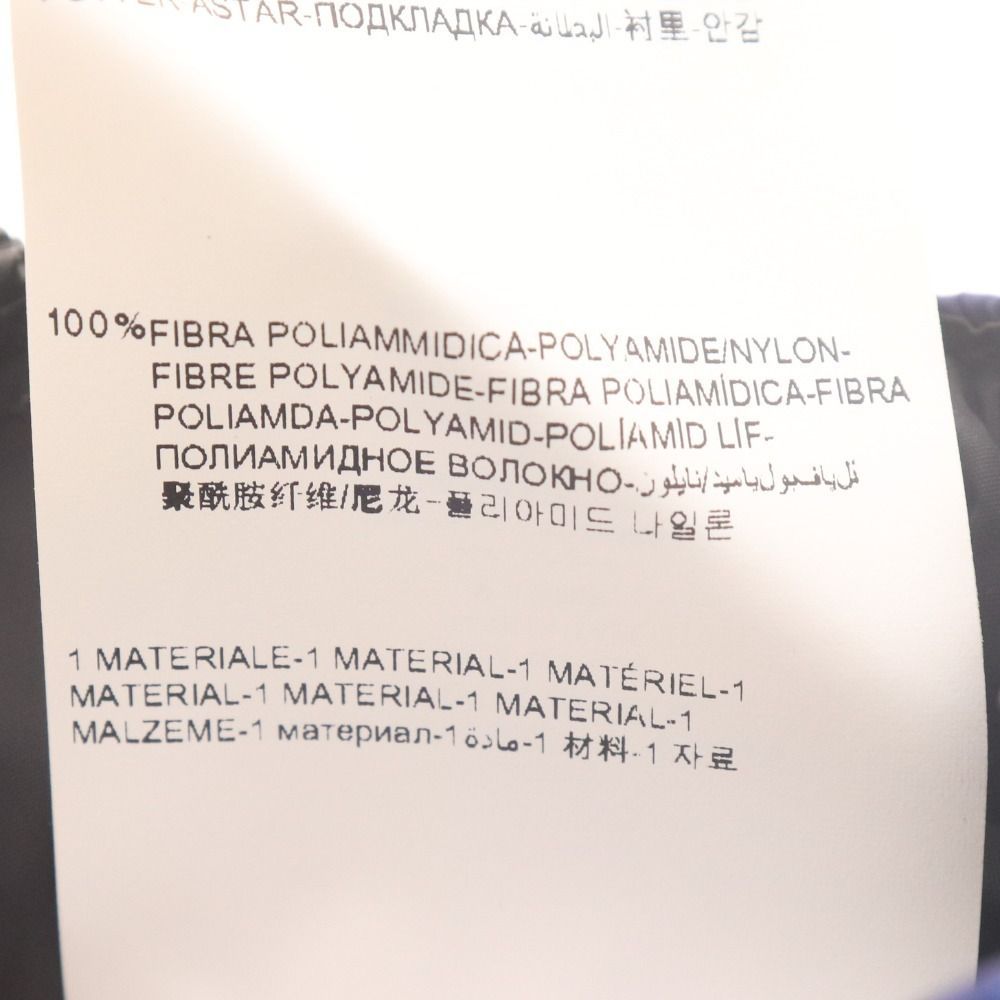 ASTAR-ПОДКЛАДКА-البطانة-衬里-안감
100%FIBRA POLIAMMIDICA-POLYAMIDE/NYLON-
FIBRE POLYAMIDE-FIBRA POLIAMÍDICA-FIBRA
POLIAMDA-POLYAMID-POLİAMİD LİF-
ПОЛИАМИДНОЕ ВОЛОКНО-
聚酰胺纤维/尼龙-폴리아미드 나일론
1 MATERIALE-1 MATERIAL-1 MATÉRIEL-1
MATERIAL-1 MATERIAL-1 MATERIAL-1
MALZEME-1 материал-1 مادة-1 材料-1 자료